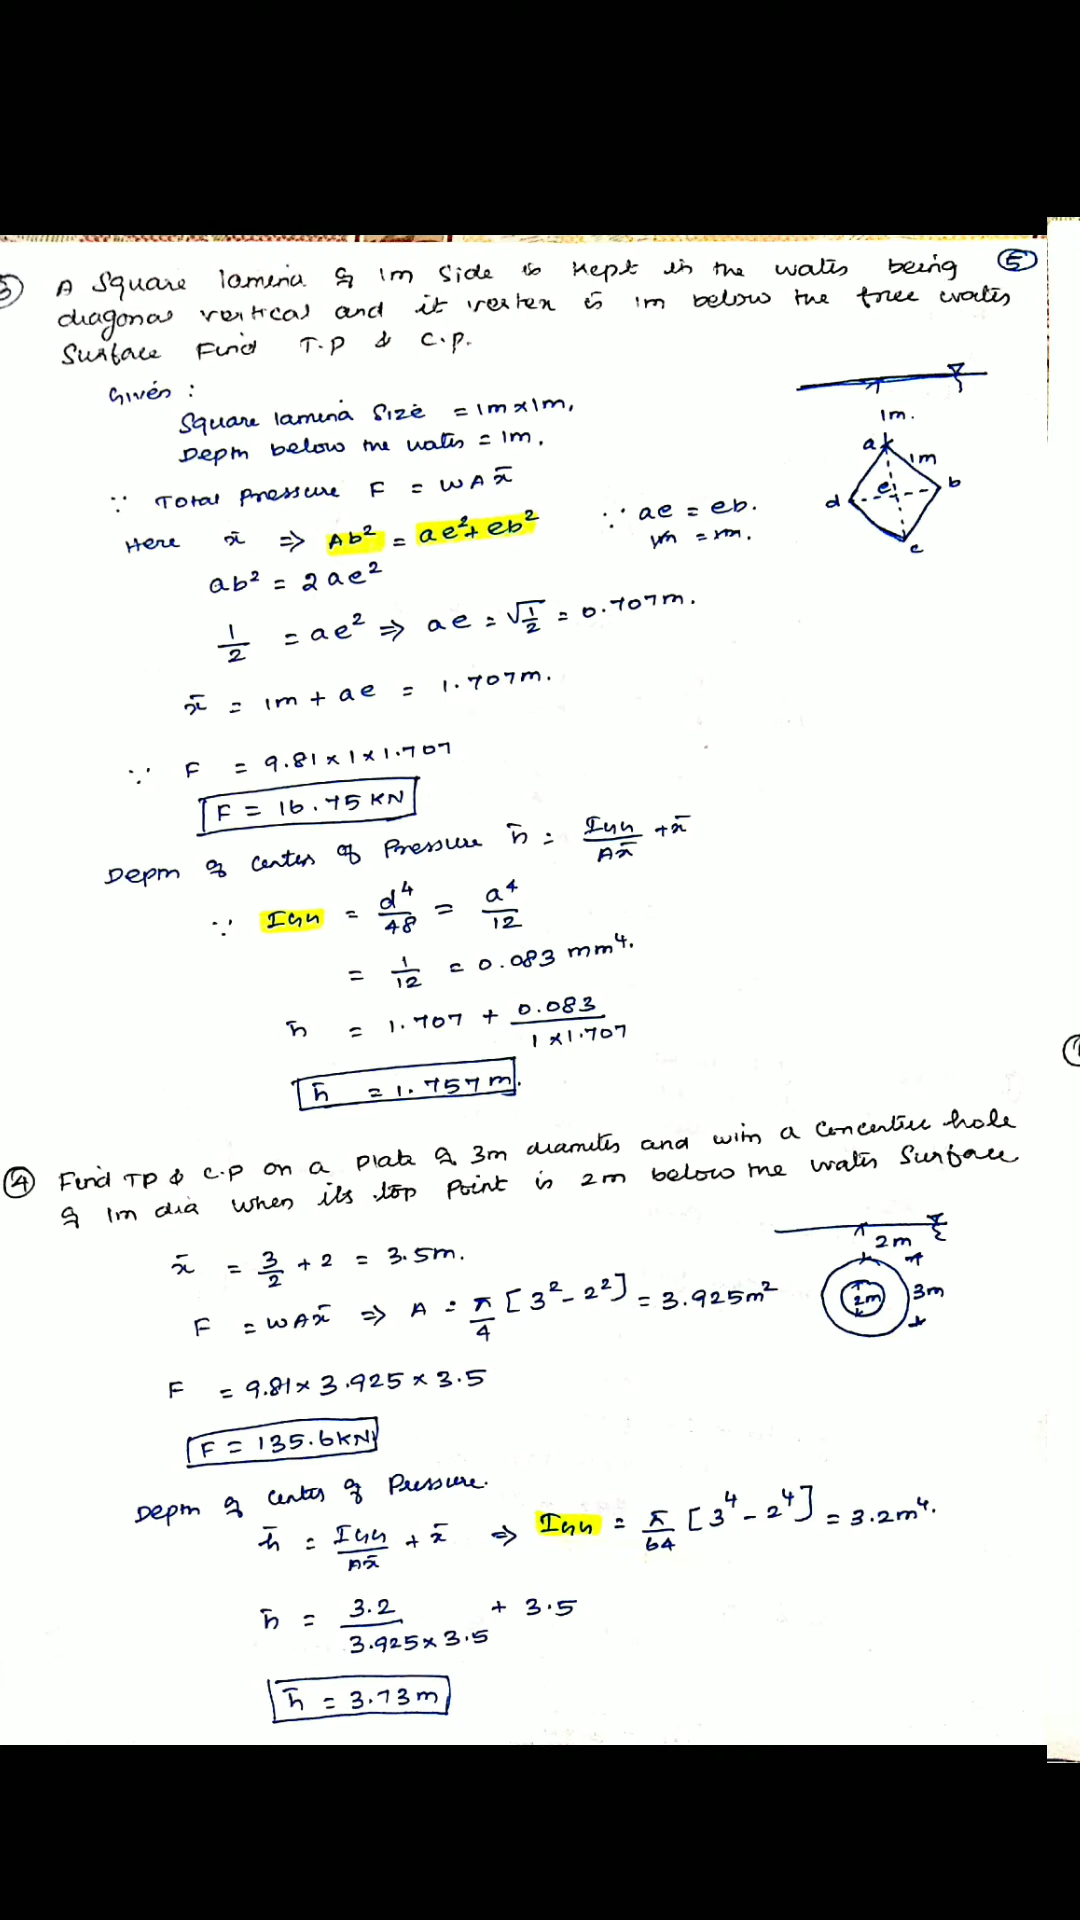 A Square lamina of 1m Side is Kept in the water being ⑤
diagonal vertical and it vertex is 1m below the free water
Surface Find T.P & C.P.
Given :
Square lamina Size = 1m×1m,
Depth below the water = 1m.
1m.
a
1m
b
d
e
c
∵ Total Pressure F = WAx̄
Here x̄ ⇒ Ab² = ae²+eb² ∵ ae = eb.
ab² = 2ae²
1/2 = ae² ⇒ ae = √1/2 = 0.707m.
x̄ = 1m + ae = 1.707m.
∵ F = 9.81×1×1.707
F = 16.75 KN
Depth of Center of Pressure h̄ = IGG/Ax̄ + x̄
∵ IGG = d⁴/48 = a⁴/12
= 1/12 = 0.083 mm⁴.
h̄ = 1.707 + 0.083/1×1.707
h̄ = 1.757m.
④ Find TP & C.P on a Plate of 3m diameter and with a Concentric hole
of 1m dia when its top Point is 2m below the water Surface
x̄ = 3/2 + 2 = 3.5m.
2m
3m
2m
F = WAx̄ ⇒ A = π/4 [3²-2²] = 3.925m²
F = 9.81×3.925×3.5
F = 135.6KN
Depth of Center of Pressure.
h̄ = IGG/Ax̄ + x̄ ⇒ IGG = π/64 [3⁴-2⁴] = 3.2m⁴.
h̄ = 3.2/3.925×3.5 + 3.5
h̄ = 3.73m